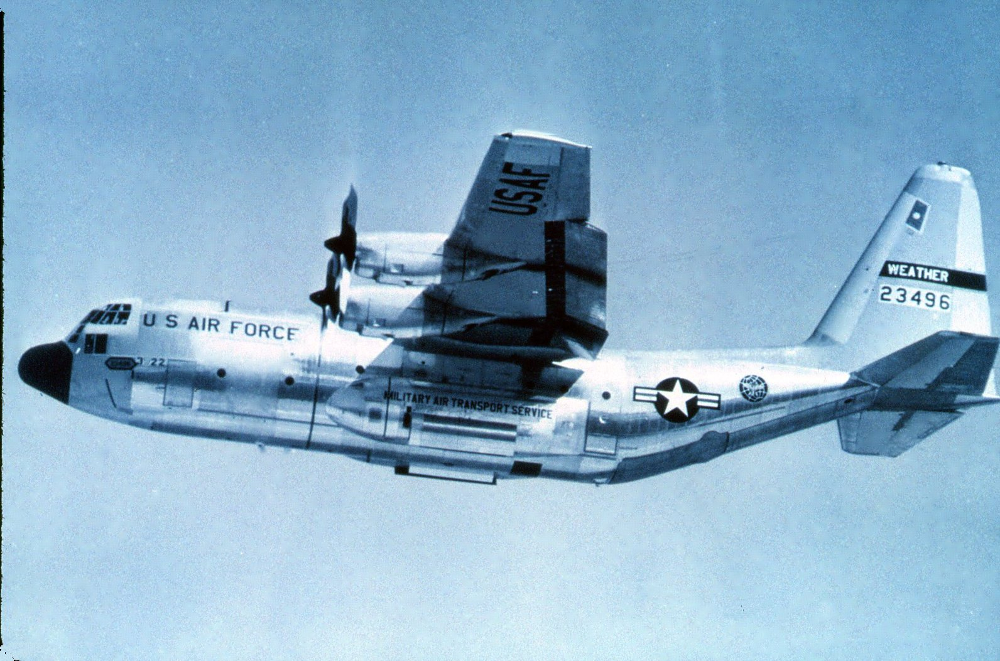 USAF
WEATHER
23496
U S AIR FORCE
22
MILITARY AIR TRANSPORT SERVICE